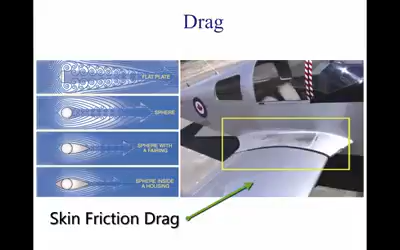 Drag
FLAT PLATE
SPHERE
SPHERE WITH
A FAIRING
SPHERE INSIDE
A HOUSING
Skin Friction Drag